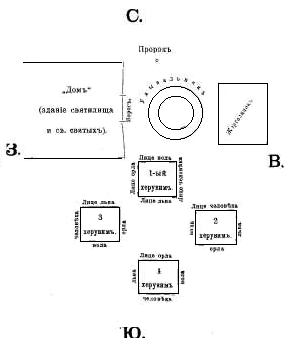 С.
Пророкъ
Умывальникъ
„Домъ“
(зданіе святилища
и св. святыхъ).
Жертвенникъ
З.
В.
Лице вола
Лице орла
1-ый
херувимъ.
Лице человѣка
Лице льва
Лице льва
человѣка
3
херувимъ.
орла
вола
Лице человѣка
вола
2
херувимъ.
льва
орла
Лице орла
льва
4
херувимъ.
вола
человѣка
Ю.